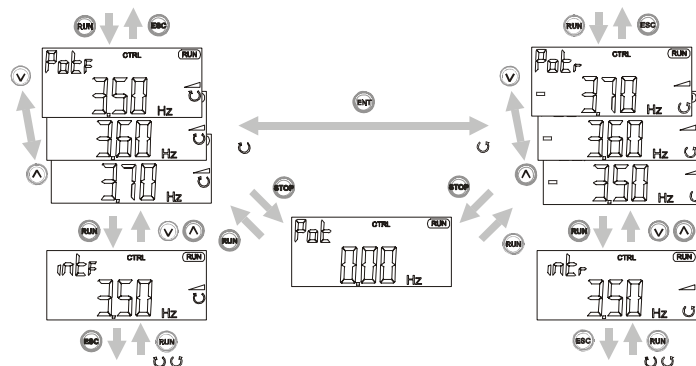 RUN ESC
PotF CTRL RUN
3.50 Hz
3.60 Hz
3.70 Hz
RUN
intF CTRL RUN
3.50 Hz
ESC RUN
ENT
STOP
RUN
Pot CTRL RUN
0.00 Hz
STOP
RUN
RUN ESC
Potr CTRL RUN
- 3.70 Hz
- 3.60 Hz
- 3.50 Hz
RUN
intr CTRL RUN
3.50 Hz
ESC RUN